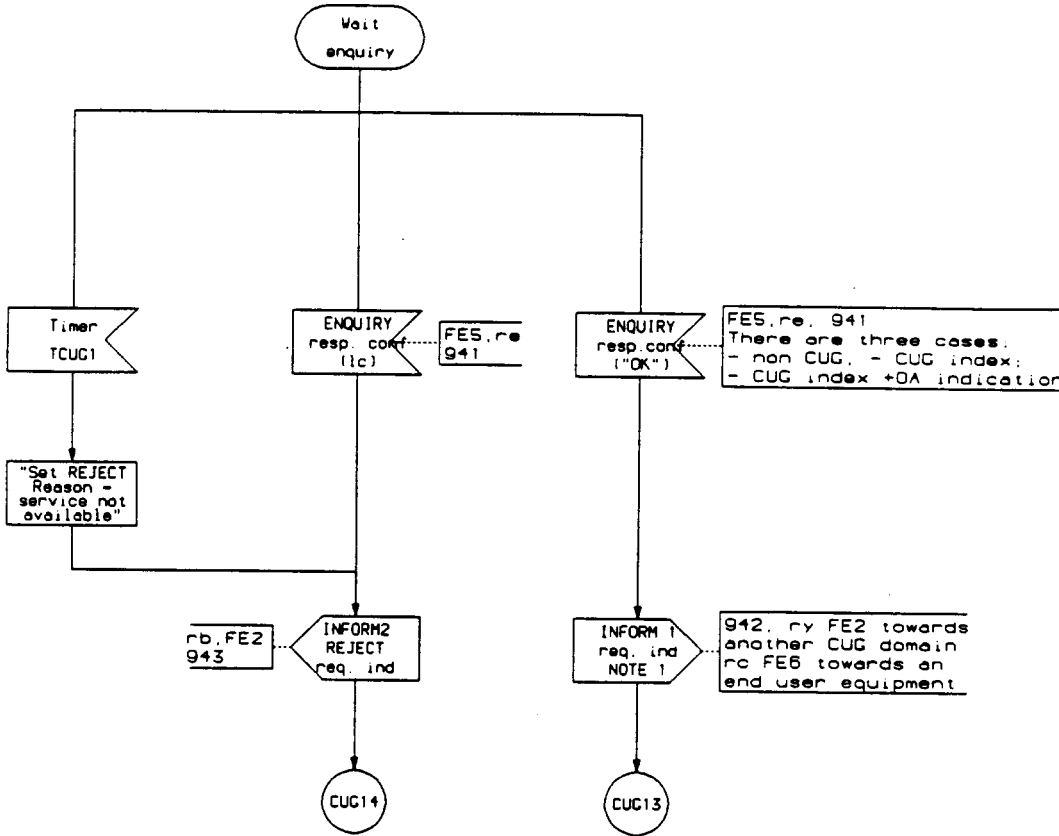 Wait
enquiry
Timer
TCUG1
ENQUIRY
resp. conf
(lc)
FE5,re
941
ENQUIRY
resp.conf
("OK")
FE5,re, 941
There are three cases:
- non CUG, - CUG index;
- CUG index +OA indication
"Set REJECT
Reason -
service not
available"
rb,FE2
943
INFORM2
REJECT
req. ind
INFORM 1
req. ind
NOTE 1
942, ry FE2 towards
another CUG domain
rc FE6 towards an
end user equipment
CUG14
CUG13